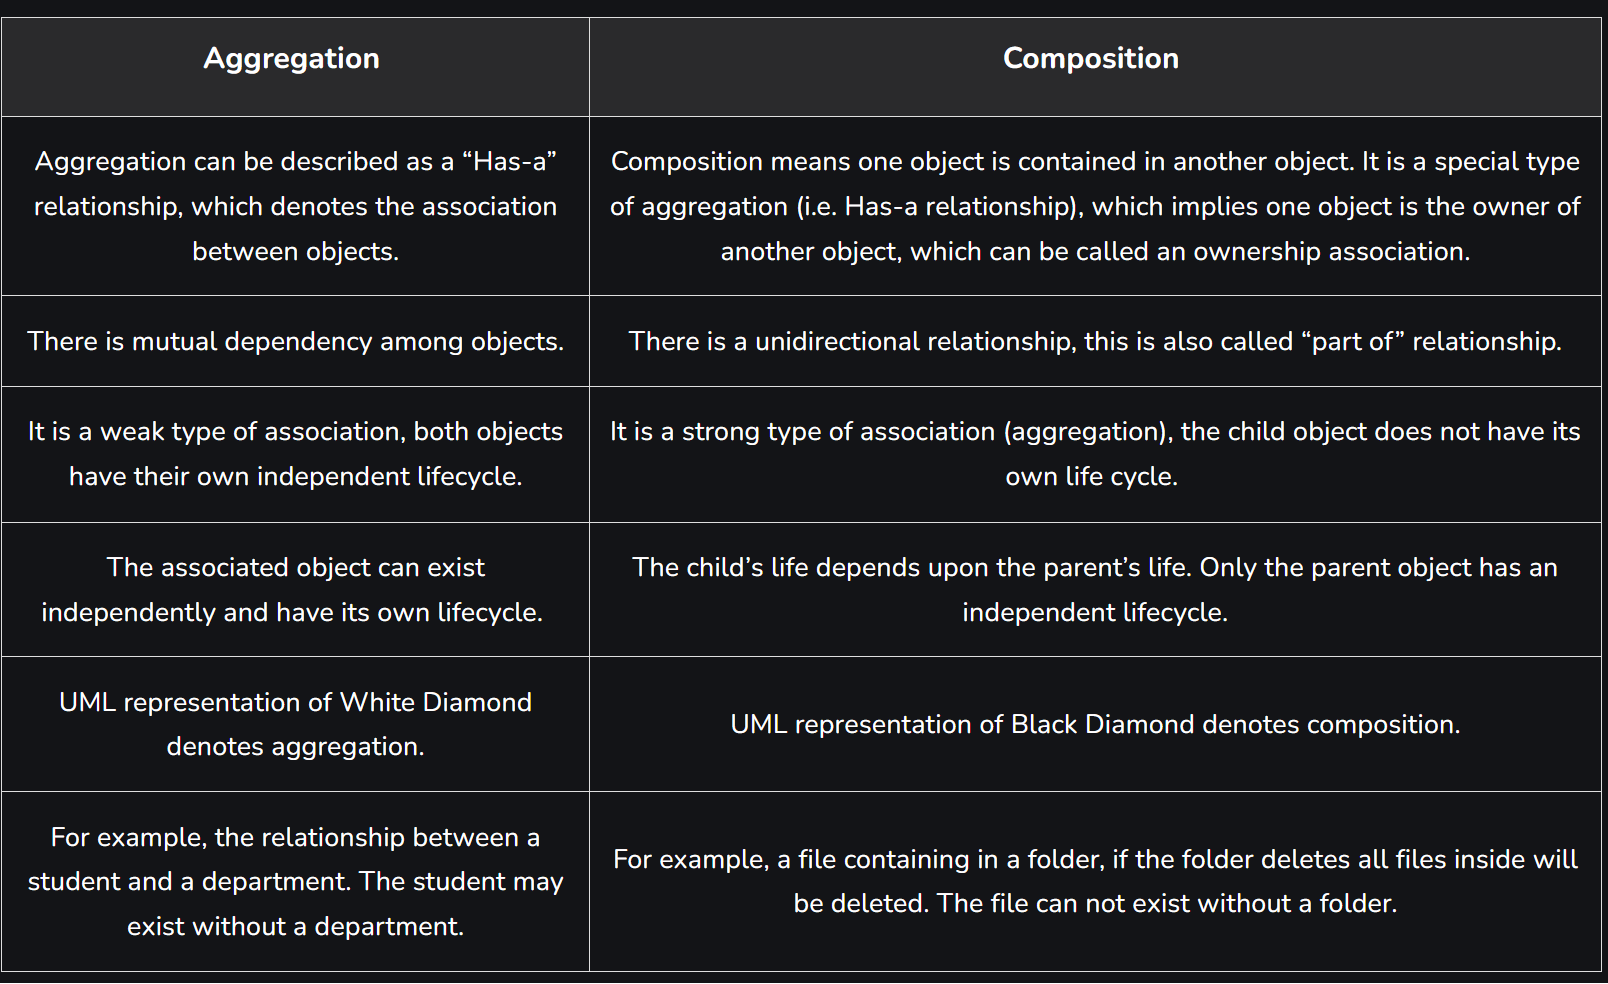 Aggregation
Composition
Aggregation can be described as a “Has-a”
relationship, which denotes the association
between objects.
Composition means one object is contained in another object. It is a special type
of aggregation (i.e. Has-a relationship), which implies one object is the owner of
another object, which can be called an ownership association.
There is mutual dependency among objects.
There is a unidirectional relationship, this is also called “part of” relationship.
It is a weak type of association, both objects
have their own independent lifecycle.
It is a strong type of association (aggregation), the child object does not have its
own life cycle.
The associated object can exist
independently and have its own lifecycle.
The child’s life depends upon the parent’s life. Only the parent object has an
independent lifecycle.
UML representation of White Diamond
denotes aggregation.
UML representation of Black Diamond denotes composition.
For example, the relationship between a
student and a department. The student may
exist without a department.
For example, a file containing in a folder, if the folder deletes all files inside will
be deleted. The file can not exist without a folder.